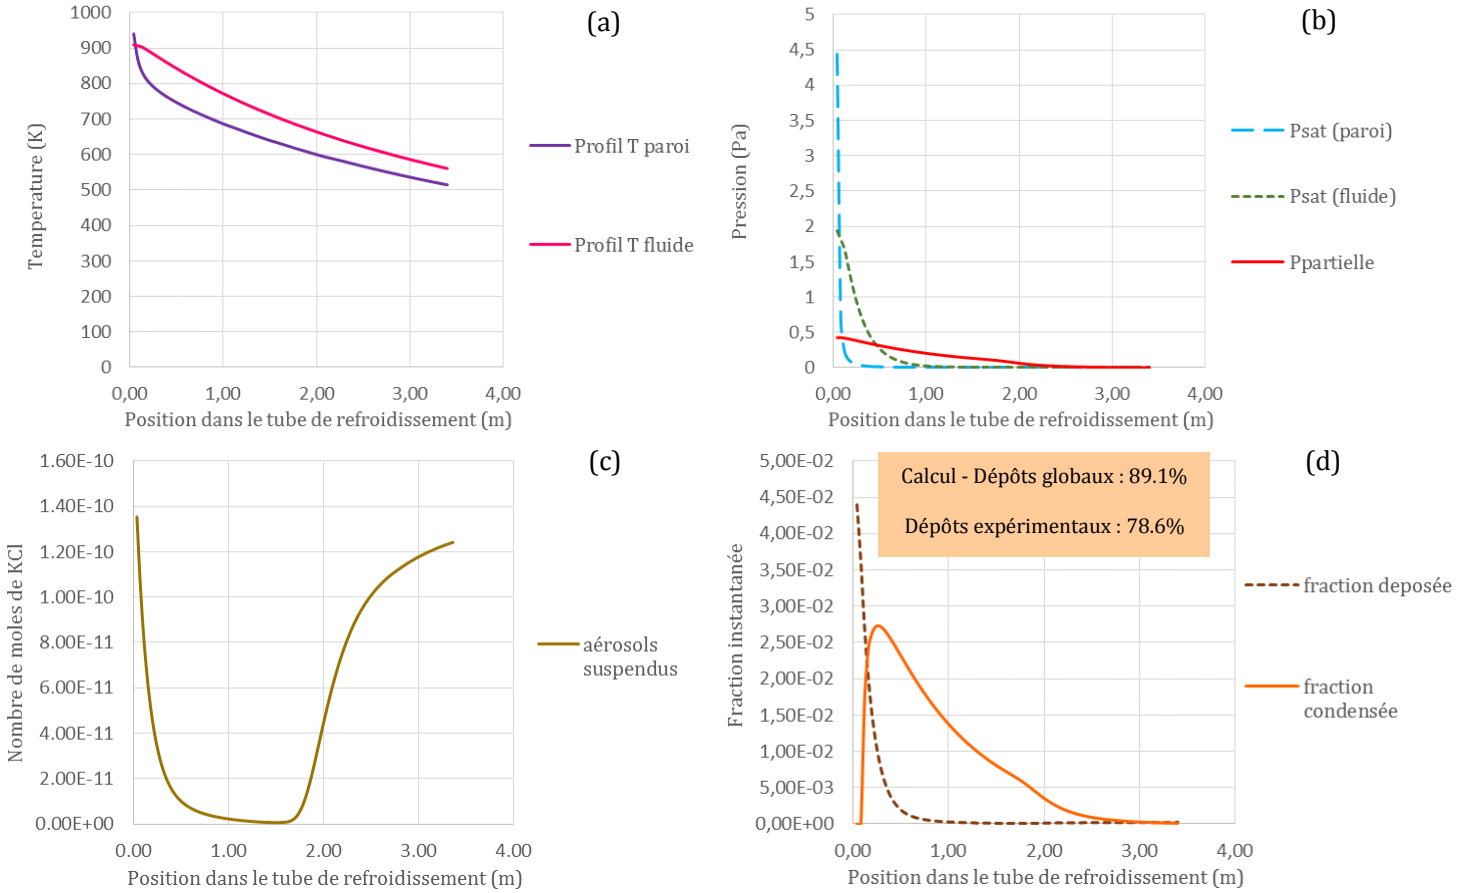 (a)
1000
900
800
700
600
500
400
300
200
100
0
Temperature (K)
0,00
1,00
2,00
3,00
4,00
Position dans le tube de refroidissement (m)
Profil T paroi
Profil T fluide
(b)
5
4,5
4
3,5
3
2,5
2
1,5
1
0,5
0
Pression (Pa)
0,00
1,00
2,00
3,00
4,00
Position dans le tube de refroidissement (m)
Psat (paroi)
Psat (fluide)
Ppartielle
(c)
1.60E-10
1.40E-10
1.20E-10
1.00E-10
8.00E-11
6.00E-11
4.00E-11
2.00E-11
0.00E+00
Nombre de moles de KCl
0.00
1.00
2.00
3.00
4.00
Position dans le tube de refroidissement (m)
aérosols
suspendus
(d)
5,00E-02
4,50E-02
4,00E-02
3,50E-02
3,00E-02
2,50E-02
2,00E-02
1,50E-02
1,00E-02
5,00E-03
0,00E+00
Fraction instantanée
Calcul - Dépôts globaux : 89.1%
Dépôts expérimentaux : 78.6%
0,00
1,00
2,00
3,00
4,00
Position dans le tube de refroidissement (m)
fraction deposée
fraction
condensée